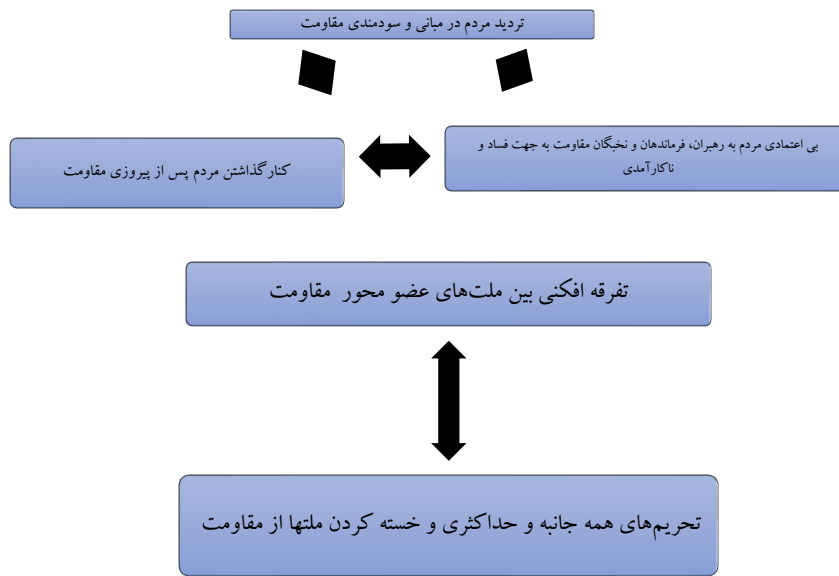 تردید مردم در مبانی و سودمندی مقاومت
بی اعتمادی مردم به رهبران، فرماندهان و نخبگان مقاومت به جهت فساد و
ناکارآمدی
کنارگذاشتن مردم پس از پیروزی مقاومت
تفرقه افکنی بین ملت‌های عضو محور مقاومت
تحریم‌های همه جانبه و حداکثری و خسته کردن ملتها از مقاومت